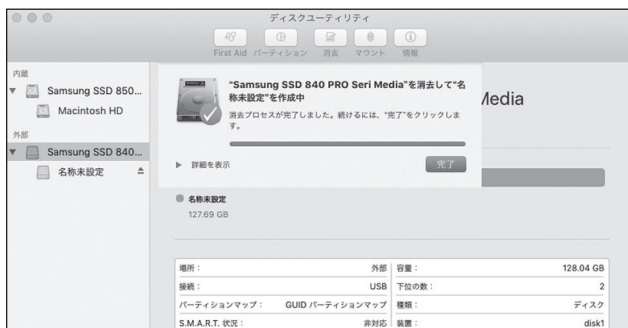 ディスクユーティリティ
First Aid パーティション 消去 マウント 情報
内蔵
Samsung SSD 850...
Macintosh HD
外部
Samsung SSD 840...
名称未設定
"Samsung SSD 840 PRO Seri Media"を消去して"名
称未設定"を作成中
消去プロセスが完了しました。続けるには、"完了"をクリックしま
す。
詳細を表示
完了
Media
名称未設定
127.69 GB
場所： 外部 容量： 128.04 GB
接続： USB 下位の数： 2
パーティションマップ： GUID パーティションマップ 種類： ディスク
S.M.A.R.T. 状況： 非対応 装置： disk1